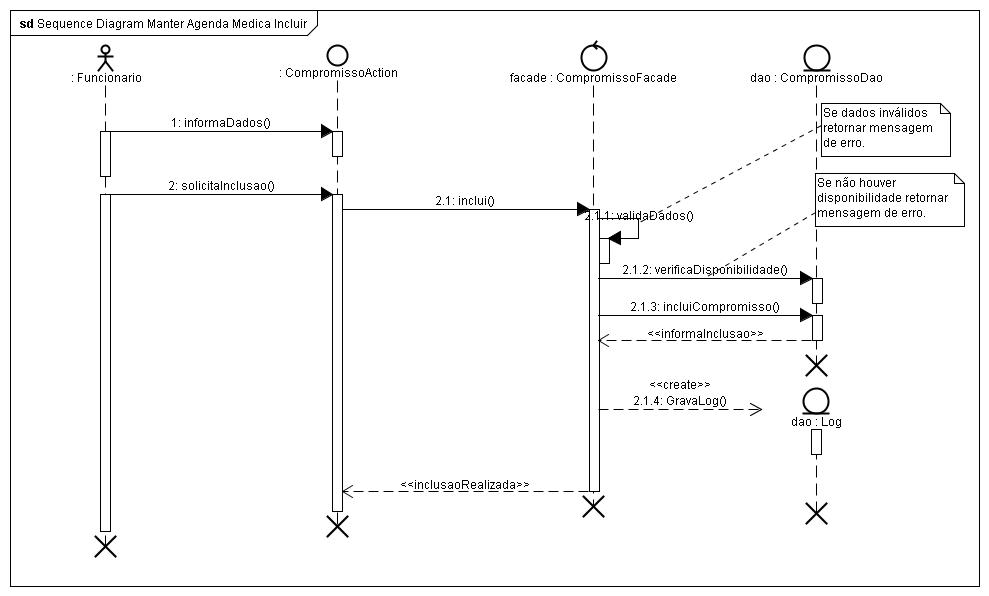 sd Sequence Diagram Manter Agenda Medica Incluir
: Funcionario
: CompromissoAction
facade : CompromissoFacade
dao : CompromissoDao
Se dados inválidos
retornar mensagem
de erro.
1: informaDados()
Se não houver
disponibilidade retornar
mensagem de erro.
2: solicitaInclusao()
2.1: inclui()
2.1.1: validaDados()
2.1.2: verificaDisponibilidade()
2.1.3: incluiCompromisso()
<<informaInclusao>>
<<create>>
2.1.4: GravaLog()
dao : Log
<<inclusaoRealizada>>